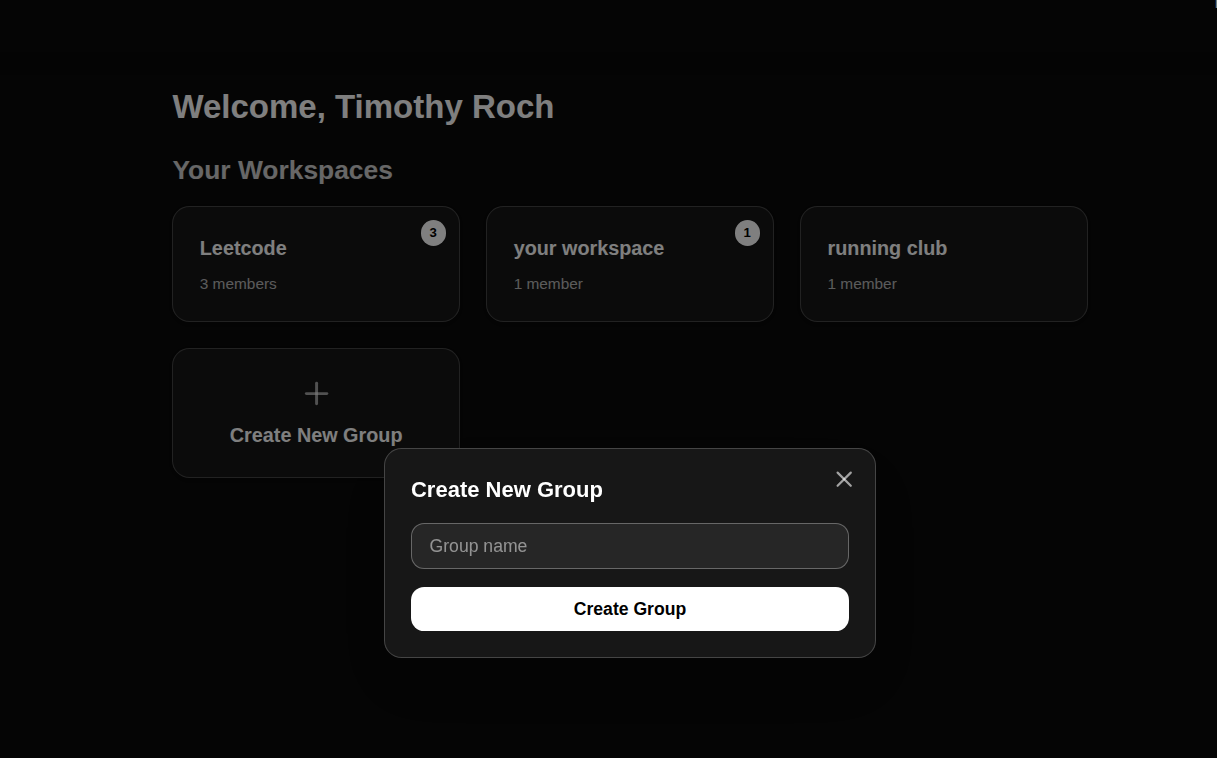 Welcome, Timothy Roch
Your Workspaces
Leetcode
3
3 members
your workspace
1
1 member
running club
1 member
Create New Group
Create New Group
Group name
Create Group